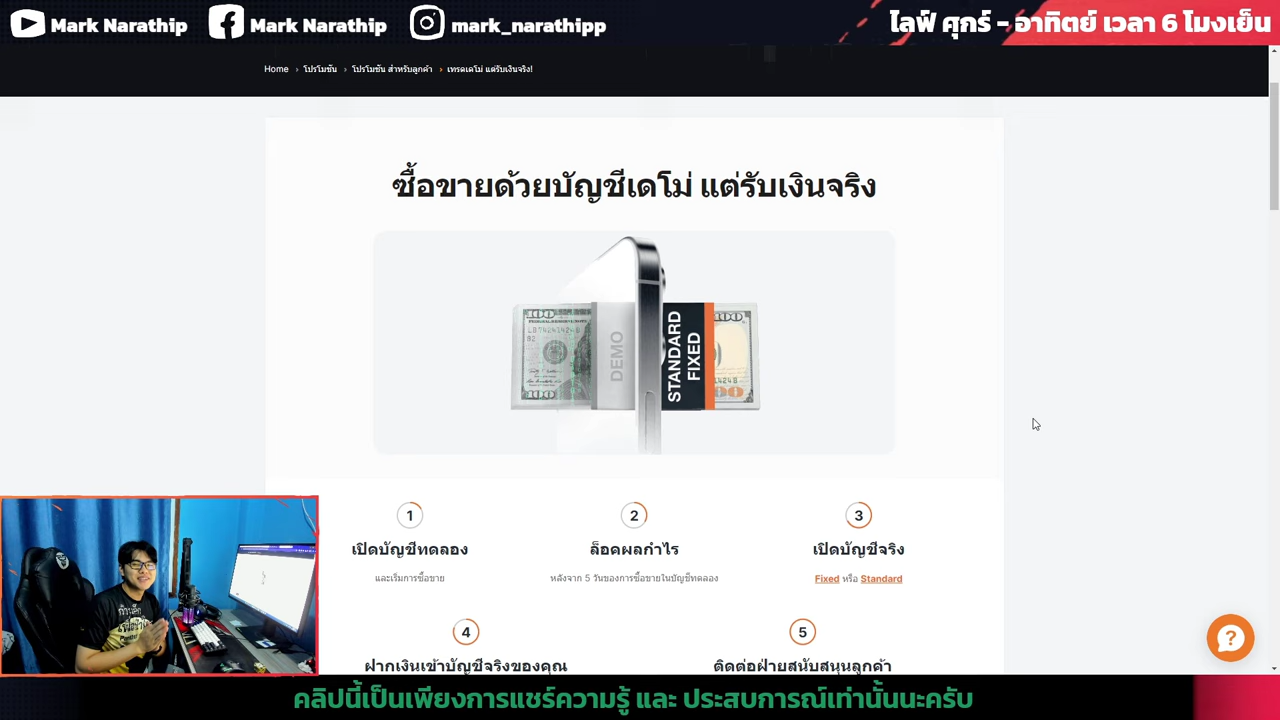 Mark Narathip
Mark Narathip
mark_narathipp
ไลฟ์ ศุกร์ - อาทิตย์ เวลา 6 โมงเย็น
Home › โปรโมชั่น › โปรโมชั่น สำหรับลูกค้า › เทรดเดโม่ แต่รับเงินจริง!
ซื้อขายด้วยบัญชีเดโม่ แต่รับเงินจริง
DEMO
STANDARD
FIXED
100
100
1
2
3
เปิดบัญชีทดลอง
ล็อคผลกำไร
เปิดบัญชีจริง
และเริ่มการซื้อขาย
หลังจาก 5 วันของการซื้อขายในบัญชีทดลอง
Fixed หรือ Standard
4
5
ฝากเงินเข้าบัญชีจริงของคุณ
ติดต่อฝ่ายสนับสนุนลูกค้า
คลิปนี้เป็นเพียงการแชร์ความรู้ และ ประสบการณ์เท่านั้นนะครับ